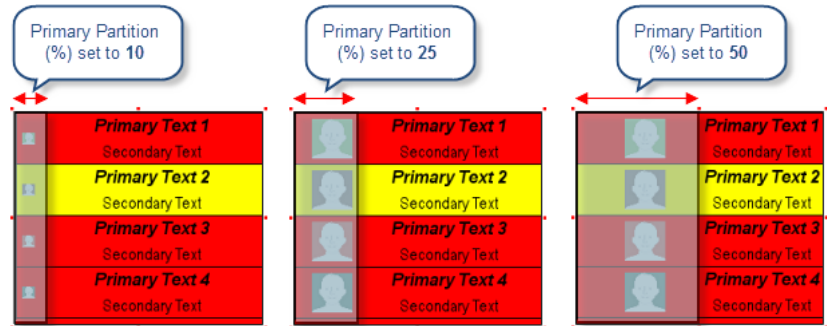 Primary Partition
(%) set to 10
Primary Partition
(%) set to 25
Primary Partition
(%) set to 50
Primary Text 1
Secondary Text
Primary Text 2
Secondary Text
Primary Text 3
Secondary Text
Primary Text 4
Secondary Text
Primary Text 1
Secondary Text
Primary Text 2
Secondary Text
Primary Text 3
Secondary Text
Primary Text 4
Secondary Text
Primary Text 1
Secondary Text
Primary Text 2
Secondary Text
Primary Text 3
Secondary Text
Primary Text 4
Secondary Text